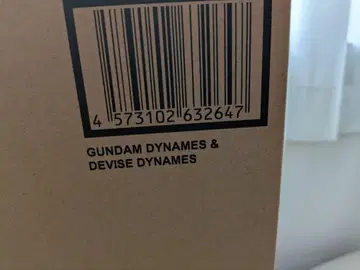 4 573102 632647
GUNDAM DYNAMES &
DEVISE DYNAMES